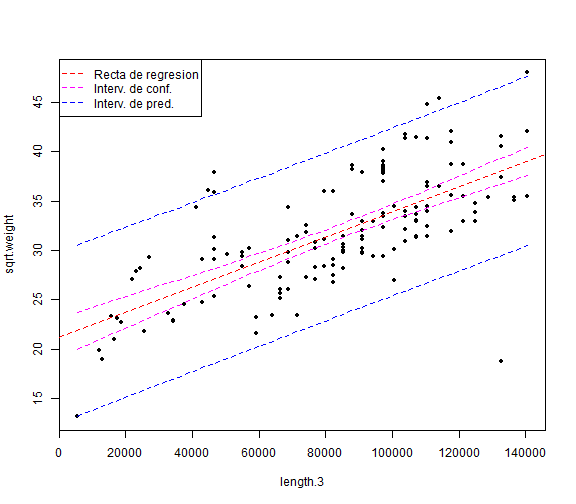 Recta de regresion
Interv. de conf.
Interv. de pred.
sqrt.weight
45
40
35
30
25
20
15
0 20000 40000 60000 80000 100000 120000 140000
length.3